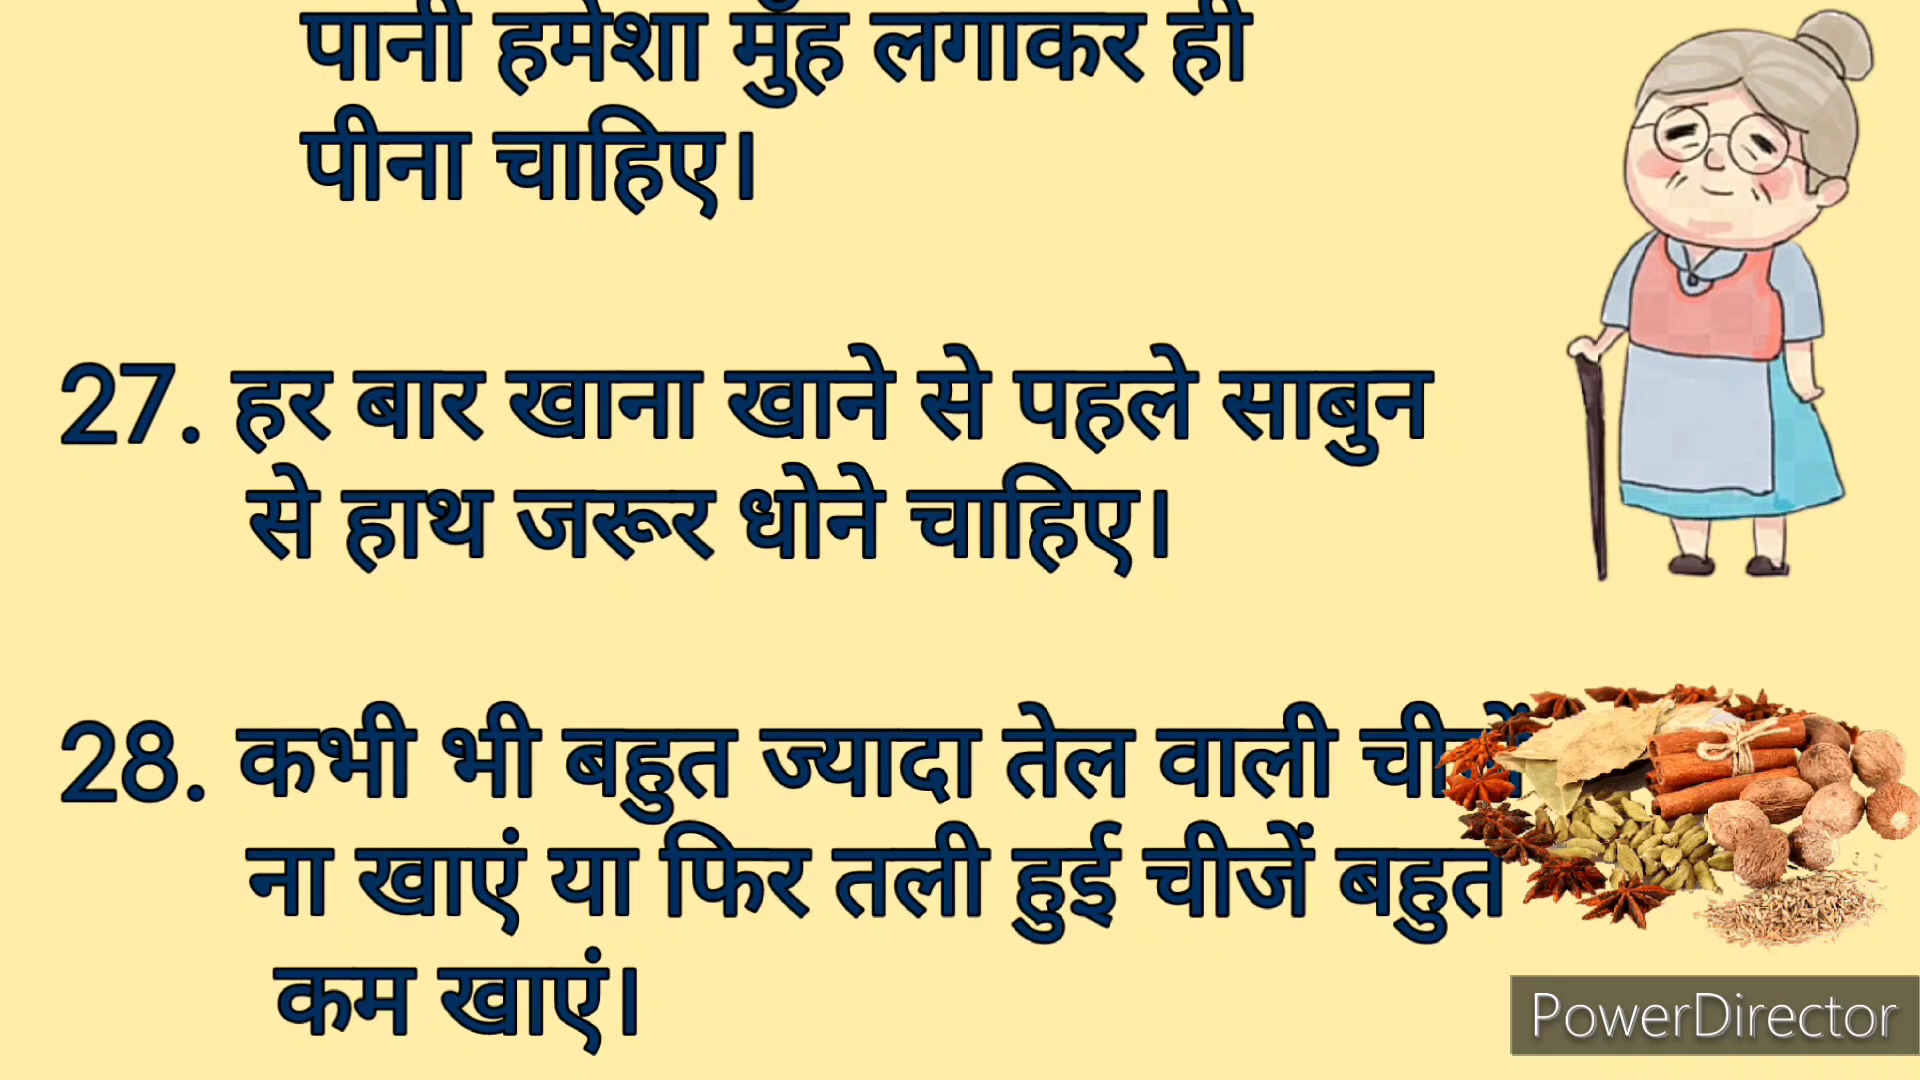 पानी हमेशा मुँह लगाकर ही
पीना चाहिए।
27. हर बार खाना खाने से पहले साबुन
से हाथ जरूर धोने चाहिए।
28. कभी भी बहुत ज्यादा तेल वाली
ना खाएं या फिर तली हुई चीजें बहुत
कम खाएं।
PowerDirector